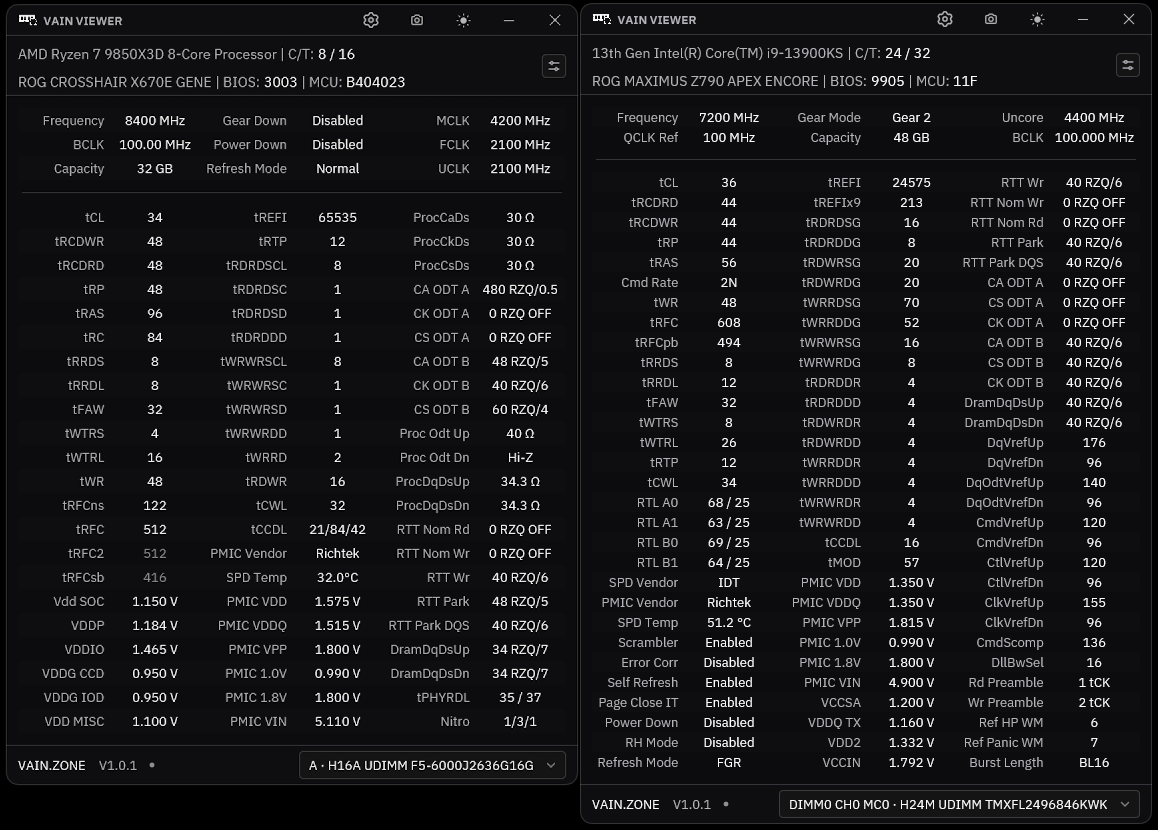 VAIN VIEWER
AMD Ryzen 7 9850X3D 8-Core Processor | C/T: 8 / 16
ROG CROSSHAIR X670E GENE | BIOS: 3003 | MCU: B404023
Frequency 8400 MHz Gear Down Disabled MCLK 4200 MHz
BCLK 100.00 MHz Power Down Disabled FCLK 2100 MHz
Capacity 32 GB Refresh Mode Normal UCLK 2100 MHz
tCL 34 tREFI 65535 ProcCaDs 30 Ω
tRCDWR 48 tRTP 12 ProcCkDs 30 Ω
tRCDRD 48 tRDRDSCL 8 ProcCsDs 30 Ω
tRP 48 tRDRDSC 1 CA ODT A 480 RZQ/0.5
tRAS 96 tRDRDSD 1 CK ODT A 0 RZQ OFF
tRC 84 tRDRDDD 1 CS ODT A 0 RZQ OFF
tRRDS 8 tWRWRSCL 8 CA ODT B 48 RZQ/5
tRRDL 8 tWRWRSC 1 CK ODT B 40 RZQ/6
tFAW 32 tWRWRSD 1 CS ODT B 60 RZQ/4
tWTRS 4 tWRWRDD 1 Proc Odt Up 40 Ω
tWTRL 16 tWRRD 2 Proc Odt Dn Hi-Z
tWR 48 tRDWR 16 ProcDqDsUp 34.3 Ω
tRFCns 122 tCWL 32 ProcDqDsDn 34.3 Ω
tRFC 512 tCCDL 21/84/42 RTT Nom Rd 0 RZQ OFF
tRFC2 512 PMIC Vendor Richtek RTT Nom Wr 0 RZQ OFF
tRFCsb 416 SPD Temp 32.0°C RTT Wr 40 RZQ/6
Vdd SOC 1.150 V PMIC VDD 1.575 V RTT Park 48 RZQ/5
VDDP 1.184 V PMIC VDDQ 1.515 V RTT Park DQS 40 RZQ/6
VDDIO 1.465 V PMIC VPP 1.800 V DramDqDsUp 34 RZQ/7
VDDG CCD 0.950 V PMIC 1.0V 0.990 V DramDqDsDn 34 RZQ/7
VDDG IOD 0.950 V PMIC 1.8V 1.800 V tPHYRDL 35 / 37
VDD MISC 1.100 V PMIC VIN 5.110 V Nitro 1/3/1
VAIN.ZONE V1.0.1 • A · H16A UDIMM F5-6000J2636G16G
VAIN VIEWER
13th Gen Intel(R) Core(TM) i9-13900KS | C/T: 24 / 32
ROG MAXIMUS Z790 APEX ENCORE | BIOS: 9905 | MCU: 11F
Frequency 7200 MHz Gear Mode Gear 2 Uncore 4400 MHz
QCLK Ref 100 MHz Capacity 48 GB BCLK 100.000 MHz
tCL 36 tREFI 24575 RTT Wr 40 RZQ/6
tRCDRD 44 tREFIx9 213 RTT Nom Wr 0 RZQ OFF
tRCDWR 44 tRDRDSG 16 RTT Nom Rd 0 RZQ OFF
tRP 44 tRDRDDG 8 RTT Park 40 RZQ/6
tRAS 56 tRDWRSG 20 RTT Park DQS 40 RZQ/6
Cmd Rate 2N tRDWRDG 20 CA ODT A 0 RZQ OFF
tWR 48 tWRRDSG 70 CS ODT A 0 RZQ OFF
tRFC 608 tWRRDDG 52 CK ODT A 0 RZQ OFF
tRFCpb 494 tWRWRSG 16 CA ODT B 40 RZQ/6
tRRDS 8 tWRWRDG 8 CS ODT B 40 RZQ/6
tRRDL 12 tRDRDDR 4 CK ODT B 40 RZQ/6
tFAW 32 tRDRDDD 4 DramDqDsUp 40 RZQ/6
tWTRS 8 tRDWRDR 4 DramDqDsDn 40 RZQ/6
tWTRL 26 tRDWRDD 4 DqVrefUp 176
tRTP 12 tWRRDDR 4 DqVrefDn 96
tCWL 34 tWRRDDD 4 DqOdtVrefUp 140
RTL A0 68 / 25 tWRWRDR 4 DqOdtVrefDn 96
RTL A1 63 / 25 tWRWRDD 4 CmdVrefUp 120
RTL B0 69 / 25 tCCDL 16 CmdVrefDn 96
RTL B1 64 / 25 tMOD 57 CtlVrefUp 120
SPD Vendor IDT PMIC VDD 1.350 V CtlVrefDn 96
PMIC Vendor Richtek PMIC VDDQ 1.350 V ClkVrefUp 155
SPD Temp 51.2 °C PMIC VPP 1.815 V ClkVrefDn 96
Scrambler Enabled PMIC 1.0V 0.990 V CmdScomp 136
Error Corr Disabled PMIC 1.8V 1.800 V DllBwSel 16
Self Refresh Enabled PMIC VIN 4.900 V Rd Preamble 1 tCK
Page Close IT Enabled VCCSA 1.200 V Wr Preamble 2 tCK
Power Down Disabled VDDQ TX 1.160 V Ref HP WM 6
RH Mode Disabled VDD2 1.332 V Ref Panic WM 7
Refresh Mode FGR VCCIN 1.792 V Burst Length BL16
VAIN.ZONE V1.0.1 • DIMM0 CH0 MC0 · H24M UDIMM TMXFL2496846KWK